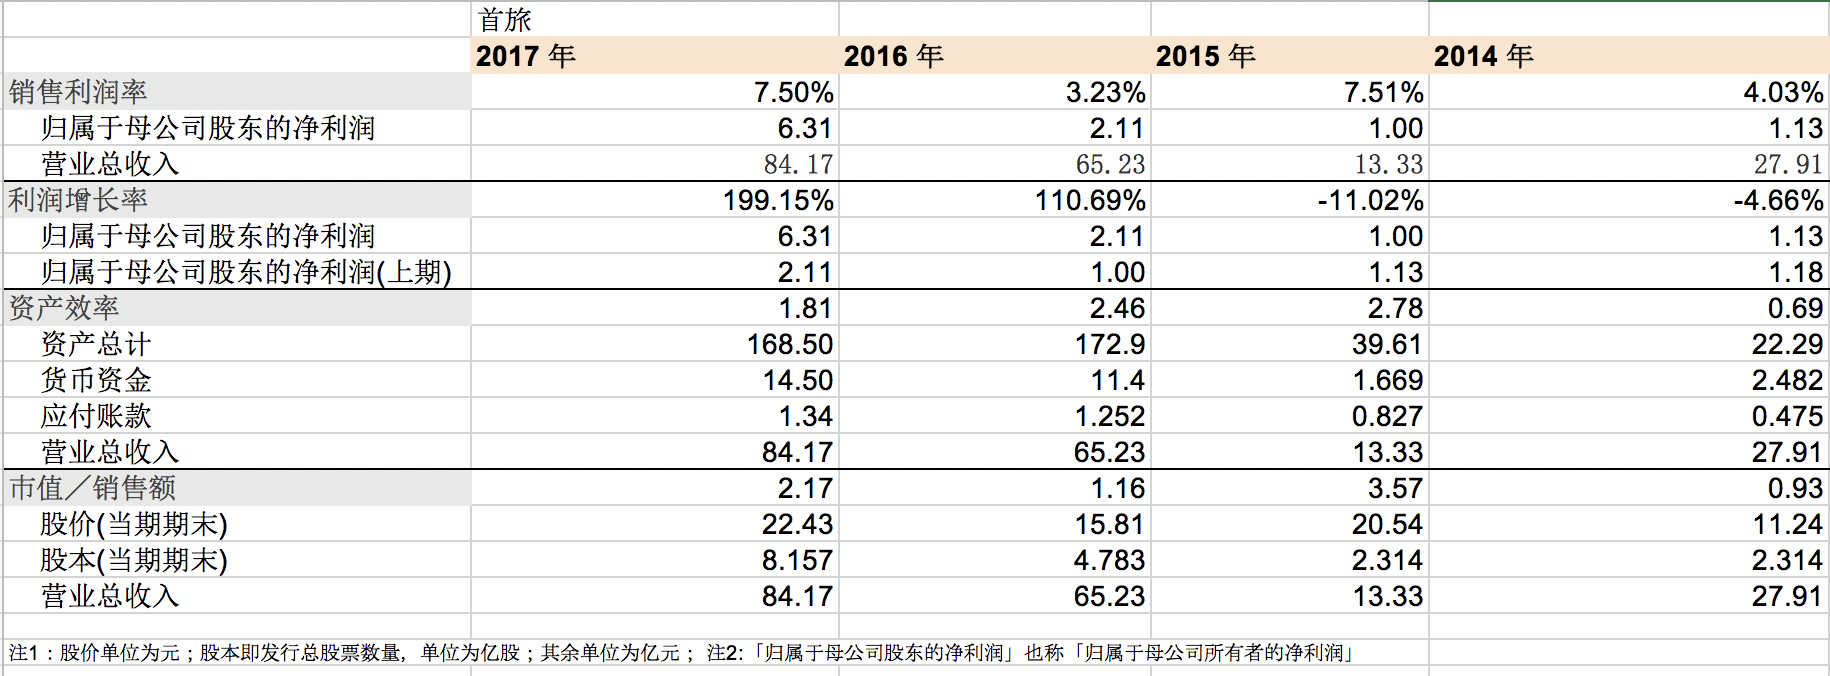 首旅
2017 年 2016 年 2015 年 2014 年
销售利润率 7.50% 3.23% 7.51% 4.03%
归属于母公司股东的净利润 6.31 2.11 1.00 1.13
营业总收入 84.17 65.23 13.33 27.91
利润增长率 199.15% 110.69% -11.02% -4.66%
归属于母公司股东的净利润 6.31 2.11 1.00 1.13
归属于母公司股东的净利润(上期) 2.11 1.00 1.13 1.18
资产效率 1.81 2.46 2.78 0.69
资产总计 168.50 172.9 39.61 22.29
货币资金 14.50 11.4 1.669 2.482
应付账款 1.34 1.252 0.827 0.475
营业总收入 84.17 65.23 13.33 27.91
市值／销售额 2.17 1.16 3.57 0.93
股价(当期期末) 22.43 15.81 20.54 11.24
股本(当期期末) 8.157 4.783 2.314 2.314
营业总收入 84.17 65.23 13.33 27.91
注1：股价单位为元；股本即发行总股票数量，单位为亿股；其余单位为亿元； 注2:「归属于母公司股东的净利润」也称「归属于母公司所有者的净利润」